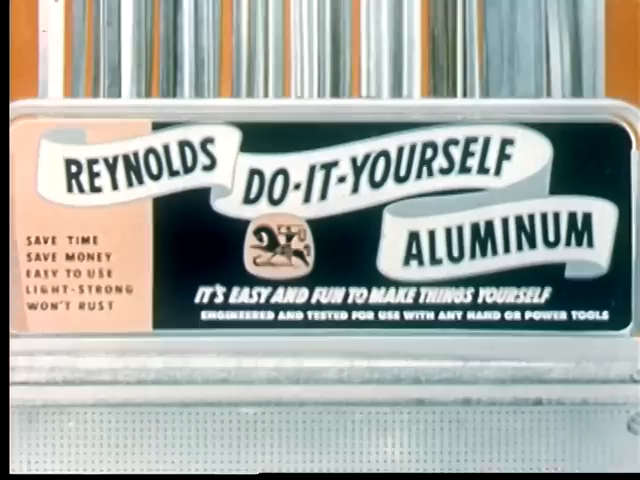 REYNOLDS DO-IT-YOURSELF
ALUMINUM
SAVE TIME
SAVE MONEY
EASY TO USE
LIGHT-STRONG
WON'T RUST
IT'S EASY AND FUN TO MAKE THINGS YOURSELF
ENGINEERED AND TESTED FOR USE WITH ANY HAND OR POWER TOOLS